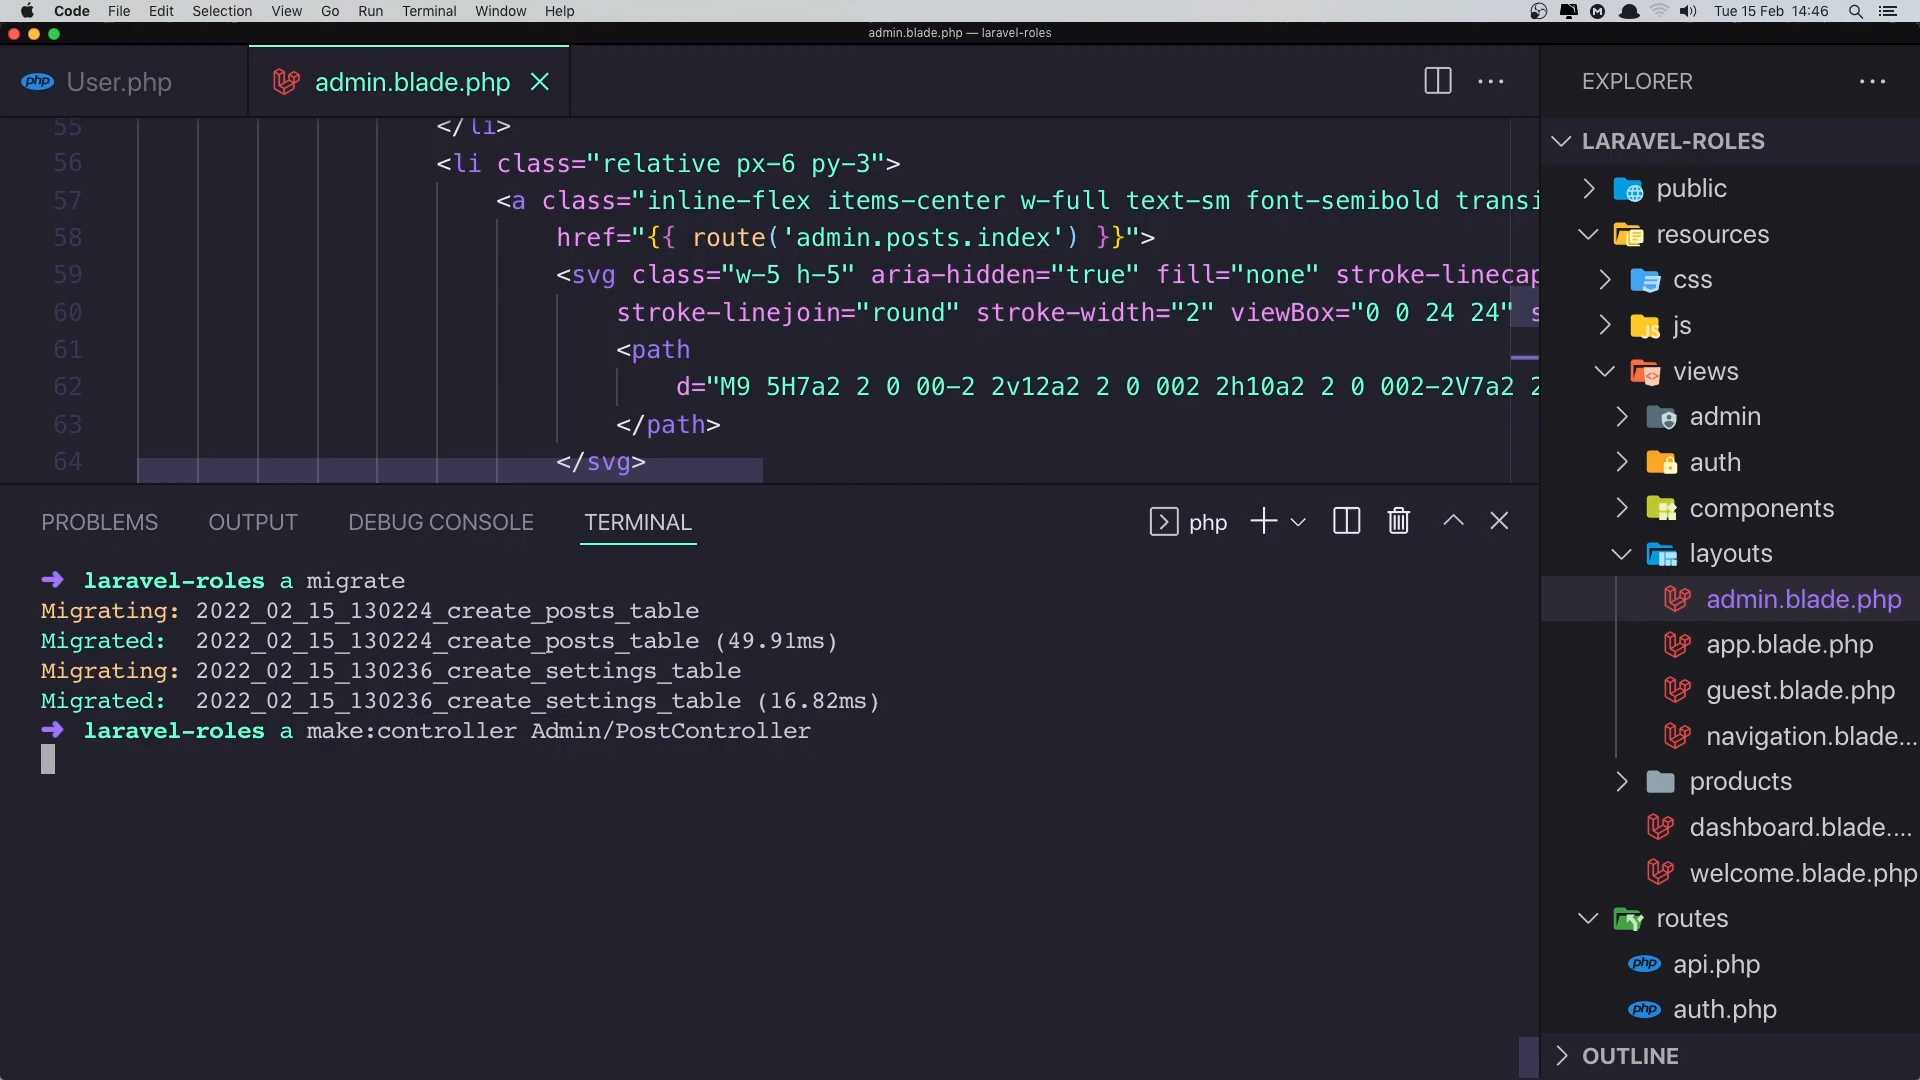 Code File Edit Selection View Go Run Terminal Window Help Tue 15 Feb 14:46
admin.blade.php — laravel-roles
User.php admin.blade.php
55 </li>
56 <li class="relative px-6 py-3">
57 <a class="inline-flex items-center w-full text-sm font-semibold transi
58 href="{{ route('admin.posts.index') }}">
59 <svg class="w-5 h-5" aria-hidden="true" fill="none" stroke-linecap
60 stroke-linejoin="round" stroke-width="2" viewBox="0 0 24 24" s
61 <path
62 d="M9 5H7a2 2 0 00-2 2v12a2 2 0 002 2h10a2 2 0 002-2V7a2 2
63 </path>
64 </svg>
PROBLEMS OUTPUT DEBUG CONSOLE TERMINAL php
➜ laravel-roles a migrate
Migrating: 2022_02_15_130224_create_posts_table
Migrated: 2022_02_15_130224_create_posts_table (49.91ms)
Migrating: 2022_02_15_130236_create_settings_table
Migrated: 2022_02_15_130236_create_settings_table (16.82ms)
➜ laravel-roles a make:controller Admin/PostController
EXPLORER
LARAVEL-ROLES
public
resources
css
js
views
admin
auth
components
layouts
admin.blade.php
app.blade.php
guest.blade.php
navigation.blade...
products
dashboard.blade....
welcome.blade.php
routes
api.php
auth.php
OUTLINE